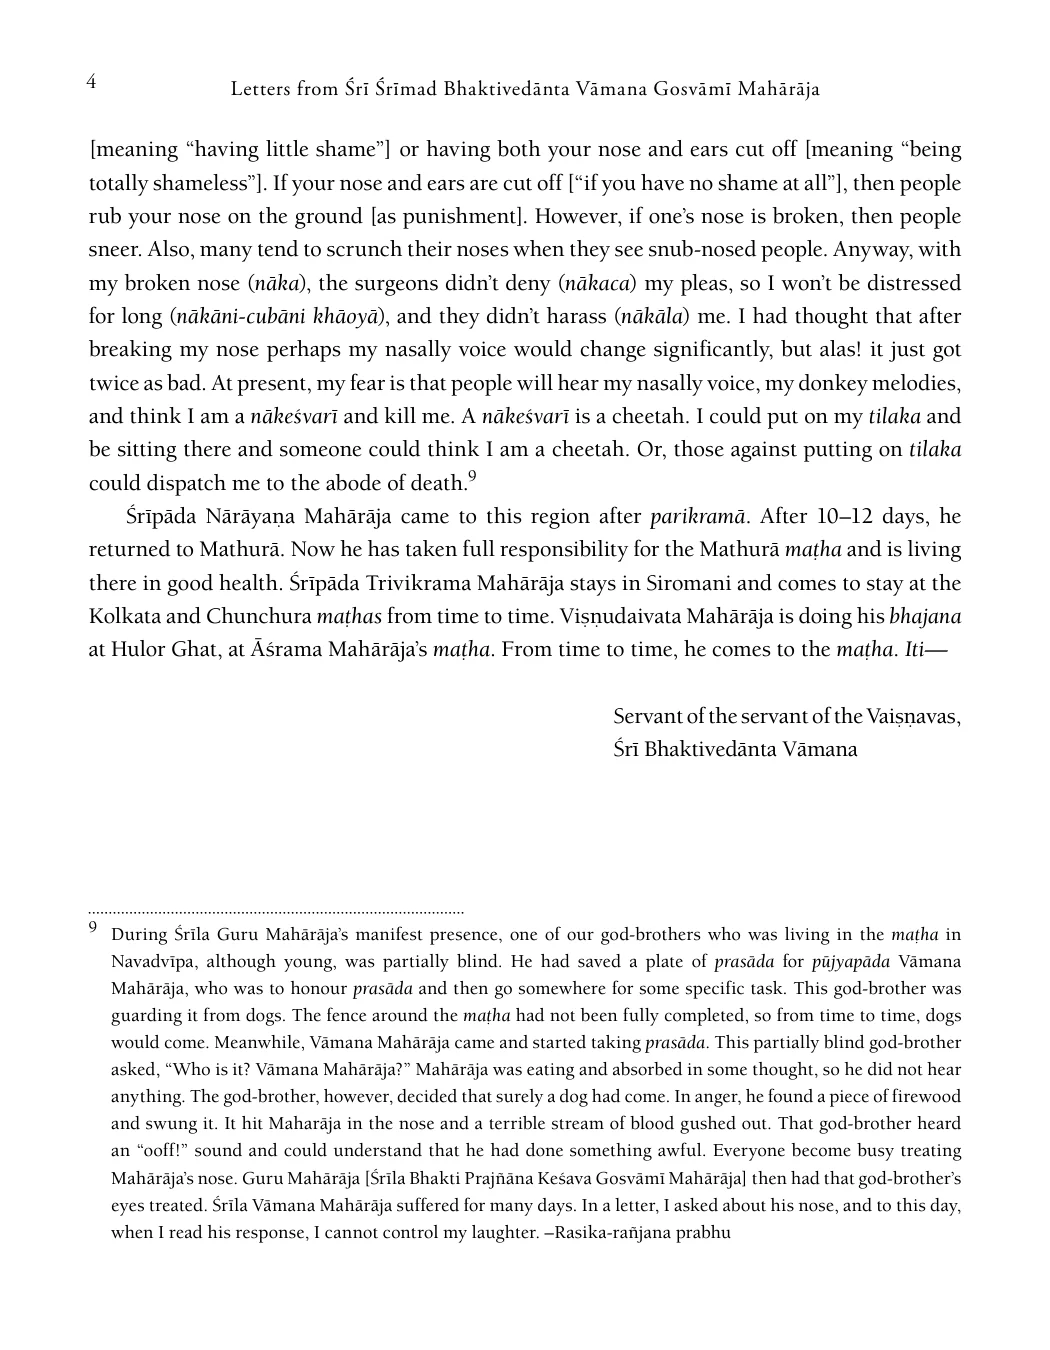 4
Letters from Śrī Śrīmad Bhaktivedānta Vāmana Gosvāmī Mahārāja
[meaning “having little shame”] or having both your nose and ears cut off [meaning “being
totally shameless”]. If your nose and ears are cut off [“if you have no shame at all”], then people
rub your nose on the ground [as punishment]. However, if one’s nose is broken, then people
sneer. Also, many tend to scrunch their noses when they see snub-nosed people. Anyway, with
my broken nose (nāka), the surgeons didn’t deny (nākaca) my pleas, so I won’t be distressed
for long (nākāni-cubāni khāoyā), and they didn’t harass (nākāla) me. I had thought that after
breaking my nose perhaps my nasally voice would change significantly, but alas! it just got
twice as bad. At present, my fear is that people will hear my nasally voice, my donkey melodies,
and think I am a nākeśvarī and kill me. A nākeśvarī is a cheetah. I could put on my tilaka and
be sitting there and someone could think I am a cheetah. Or, those against putting on tilaka
could dispatch me to the abode of death.9
Śrīpāda Nārāyaṇa Mahārāja came to this region after parikramā. After 10–12 days, he
returned to Mathurā. Now he has taken full responsibility for the Mathurā maṭha and is living
there in good health. Śrīpāda Trivikrama Mahārāja stays in Siromani and comes to stay at the
Kolkata and Chunchura maṭhas from time to time. Viṣṇudaivata Mahārāja is doing his bhajana
at Hulor Ghat, at Āśrama Mahārāja’s maṭha. From time to time, he comes to the maṭha. Iti—
Servant of the servant of the Vaiṣṇavas,
Śrī Bhaktivedānta Vāmana
9 During Śrīla Guru Mahārāja’s manifest presence, one of our god-brothers who was living in the maṭha in
Navadvīpa, although young, was partially blind. He had saved a plate of prasāda for pūjyapāda Vāmana
Mahārāja, who was to honour prasāda and then go somewhere for some specific task. This god-brother was
guarding it from dogs. The fence around the maṭha had not been fully completed, so from time to time, dogs
would come. Meanwhile, Vāmana Mahārāja came and started taking prasāda. This partially blind god-brother
asked, “Who is it? Vāmana Mahārāja?” Mahārāja was eating and absorbed in some thought, so he did not hear
anything. The god-brother, however, decided that surely a dog had come. In anger, he found a piece of firewood
and swung it. It hit Maharāja in the nose and a terrible stream of blood gushed out. That god-brother heard
an “ooff!” sound and could understand that he had done something awful. Everyone become busy treating
Mahārāja’s nose. Guru Mahārāja [Śrīla Bhakti Prajñāna Keśava Gosvāmī Mahārāja] then had that god-brother’s
eyes treated. Śrīla Vāmana Mahārāja suffered for many days. In a letter, I asked about his nose, and to this day,
when I read his response, I cannot control my laughter. –Rasika-rañjana prabhu